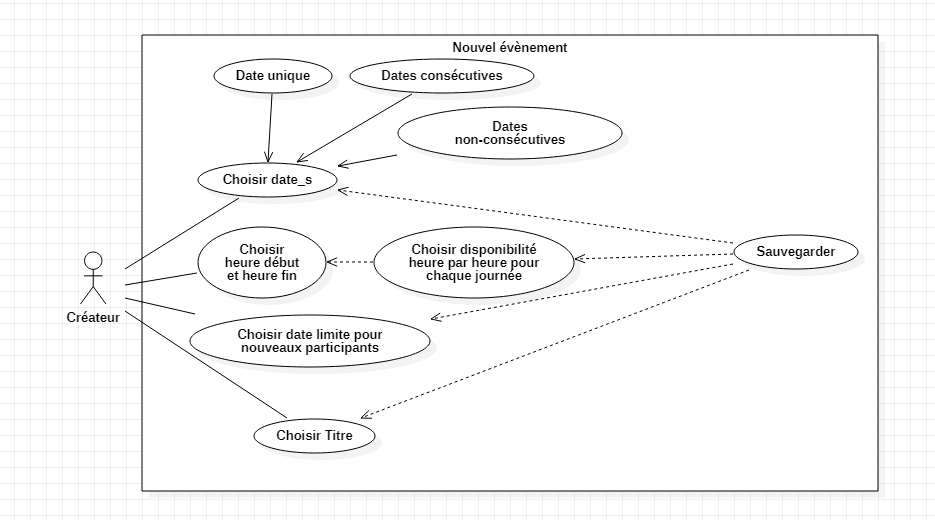 Nouvel évènement
Date unique
Dates consécutives
Dates
non-consécutives
Choisir date_s
Choisir
heure début
et heure fin
Choisir disponibilité
heure par heure pour
chaque journée
Sauvegarder
Créateur
Choisir date limite pour
nouveaux participants
Choisir Titre